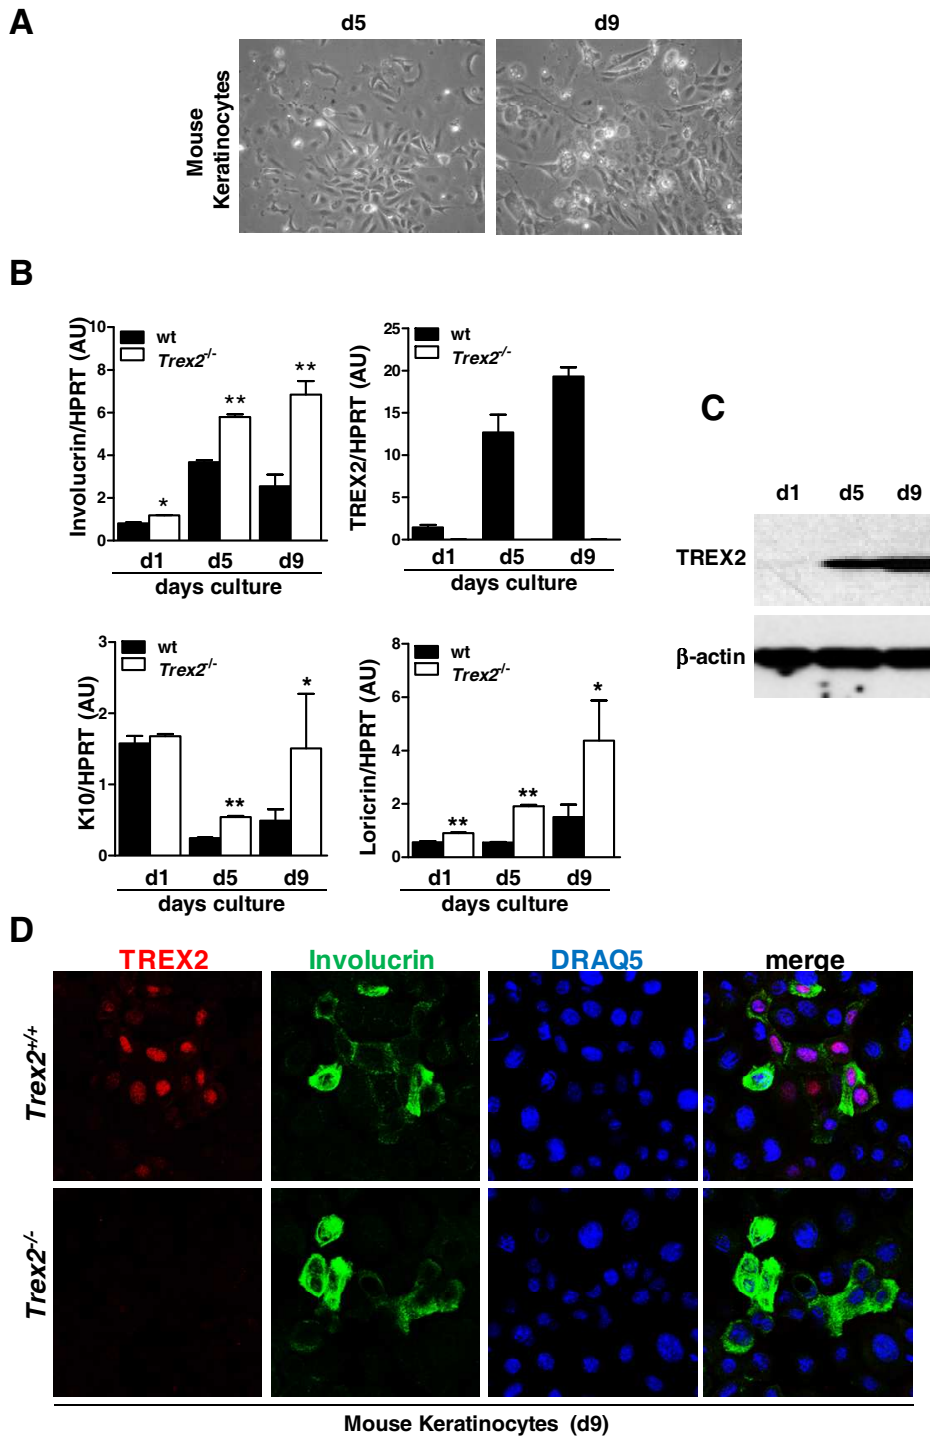 A
d5 d9
Mouse
Keratinocytes
B
Involucrin/HPRT (AU)
10
8
6
4
2
0
wt
Trex2-/-
*
**
**
d1 d5 d9
days culture
TREX2/HPRT (AU)
25
20
15
10
5
0
wt
Trex2-/-
d1 d5 d9
days culture
C
d1 d5 d9
TREX2
β-actin
K10/HPRT (AU)
3
2
1
0
wt
Trex2-/-
**
*
d1 d5 d9
days culture
Loricrin/HPRT (AU)
8
6
4
2
0
wt
Trex2-/-
**
**
*
d1 d5 d9
days culture
D
TREX2 Involucrin DRAQ5 merge
Trex2+/+
Trex2-/-
Mouse Keratinocytes (d9)